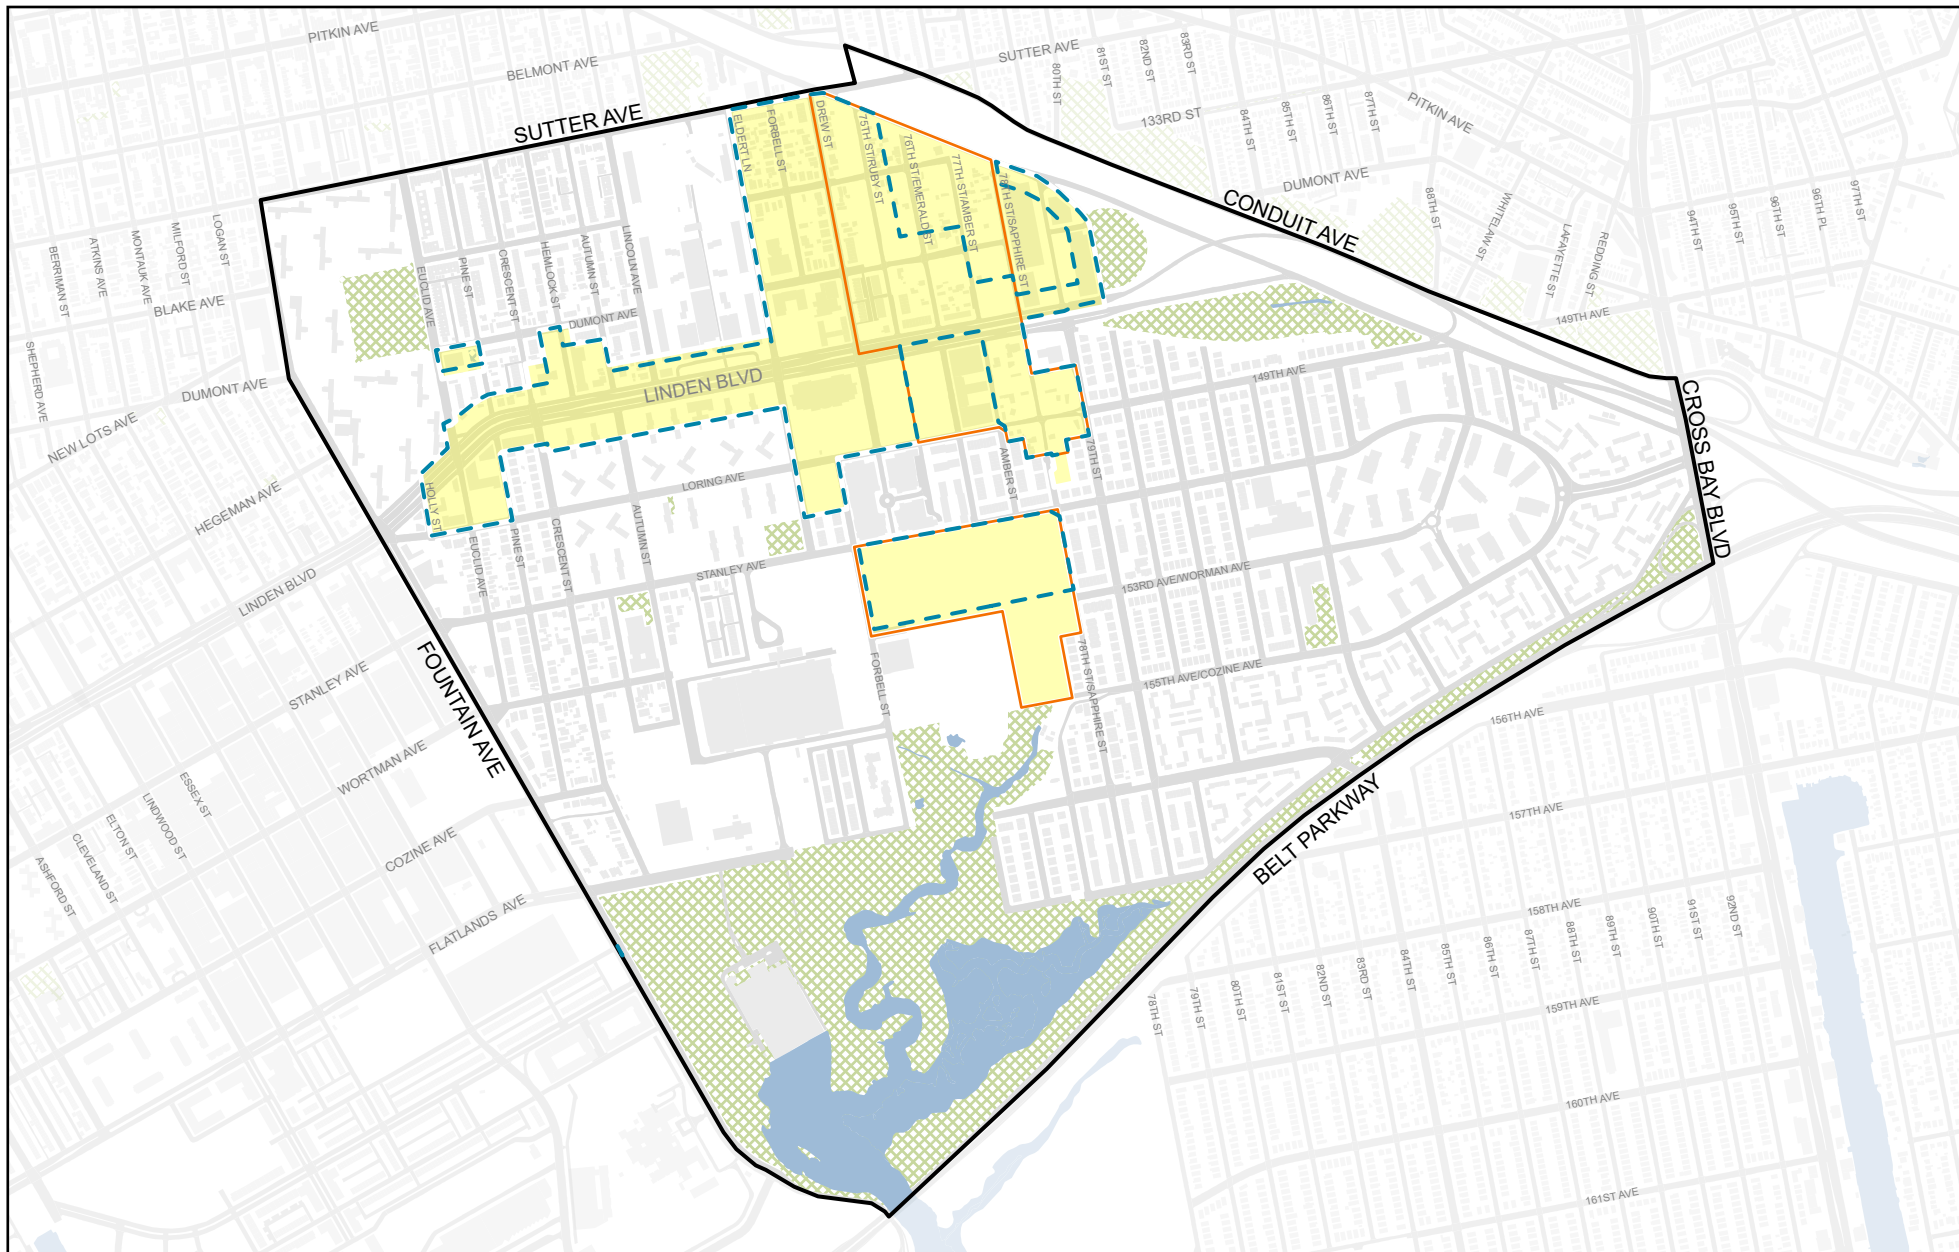 PITKIN AVE
BELMONT AVE
SUTTER AVE
80TH ST
81ST ST
82ND ST
83RD ST
133RD ST
84TH ST
85TH ST
86TH ST
87TH ST
PITKIN AVE
DUMONT AVE
88TH ST
WHITELAW ST
LAFAYETTE ST
REDDING ST
149TH AVE
94TH ST
95TH ST
96TH ST
96TH PL
97TH ST
SUTTER AVE
CONDUIT AVE
CROSS BAY BLVD
BELT PARKWAY
FOUNTAIN AVE
ELDERT LN
FORBELL ST
DREW ST
75TH ST/RUBY ST
76TH ST/EMERALD ST
77TH ST/AMBER ST
78TH ST/SAPPHIRE ST
BERRIMAN ST
ATKINS AVE
MONTAUK AVE
MILFORD ST
LOGAN ST
BLAKE AVE
SHEPHERD AVE
DUMONT AVE
NEW LOTS AVE
HEGEMAN AVE
LINDEN BLVD
STANLEY AVE
WORTMAN AVE
COZINE AVE
FLATLANDS AVE
EUCLID AVE
PINE ST
CRESCENT ST
HEMLOCK ST
AUTUMN ST
LINCOLN AVE
DUMONT AVE
LINDEN BLVD
149TH AVE
LORING AVE
HOLLY ST
EUCLID AVE
PINE ST
CRESCENT ST
AUTUMN ST
STANLEY AVE
AMBER ST
79TH ST
153RD AVE/WORMAN AVE
FORBELL ST
78TH ST/SAPPHIRE ST
155TH AVE/COZINE AVE
ESSEX ST
LINDWOOD ST
ELTON ST
CLEVELAND ST
ASHFORD ST
156TH AVE
157TH AVE
158TH AVE
78TH ST
79TH ST
80TH ST
81ST ST
82ND ST
83RD ST
84TH ST
85TH ST
86TH ST
87TH ST
88TH ST
89TH ST
90TH ST
91ST ST
92ND ST
159TH AVE
160TH AVE
161ST AVE